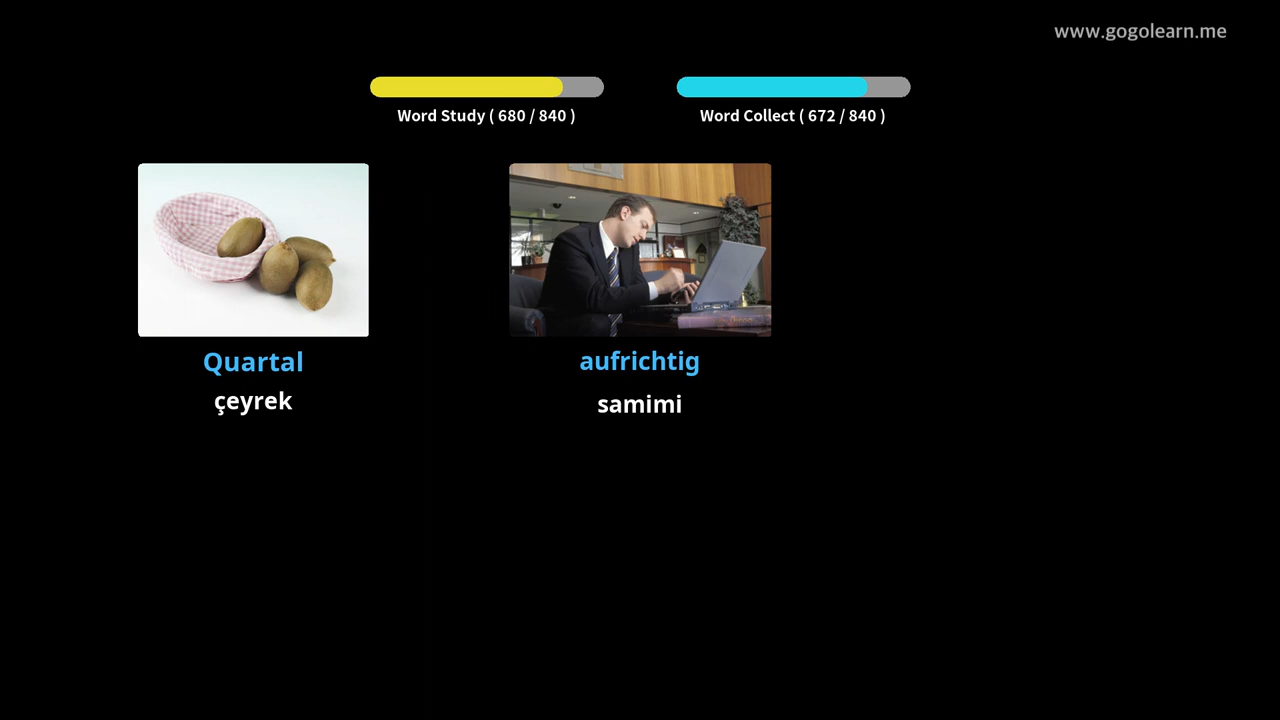 www.gogolearn.me
Word Study ( 680 / 840 )
Word Collect ( 672 / 840 )
Quartal
çeyrek
aufrichtig
samimi